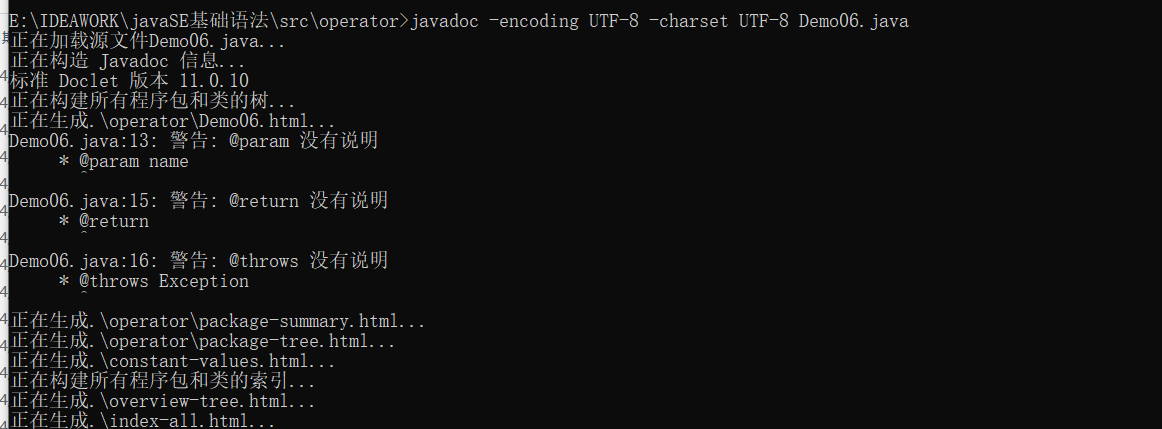 E:\IDEAWORK\javaSE基础语法\src\operator>javadoc -encoding UTF-8 -charset UTF-8 Demo06.java
正在加载源文件Demo06.java...
正在构造 Javadoc 信息...
标准 Doclet 版本 11.0.10
正在构建所有程序包和类的树...
正在生成.\operator\Demo06.html...
Demo06.java:13: 警告: @param 没有说明
     * @param name
       ^
Demo06.java:15: 警告: @return 没有说明
     * @return
       ^
Demo06.java:16: 警告: @throws 没有说明
     * @throws Exception
       ^
正在生成.\operator\package-summary.html...
正在生成.\operator\package-tree.html...
正在生成.\constant-values.html...
正在构建所有程序包和类的索引...
正在生成.\overview-tree.html...
正在生成.\index-all.html...